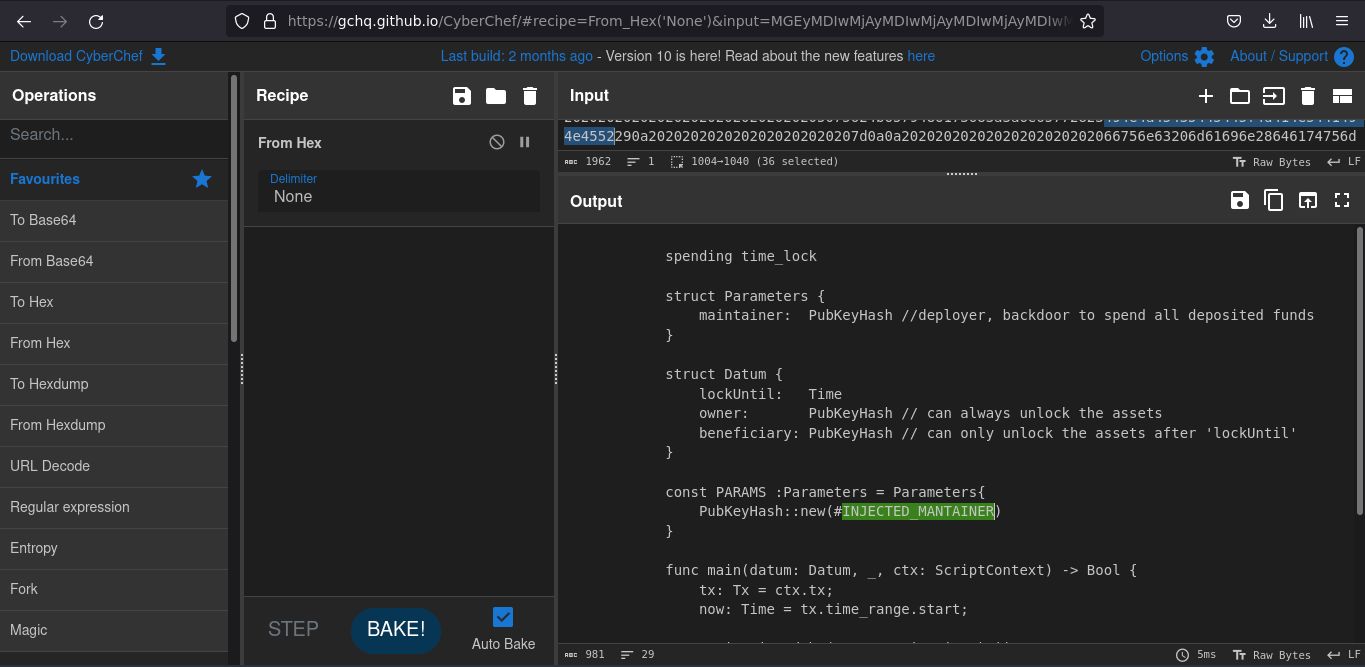 https://gchq.github.io/CyberChef/#recipe=From_Hex('None')&input=MGEyMDIwMjAyMDIwMjAyMDIwMjAyMDIwM
Download CyberChef
Last build: 2 months ago - Version 10 is here! Read about the new features here
Options
About / Support
Operations
Search...
Favourites
To Base64
From Base64
To Hex
From Hex
To Hexdump
From Hexdump
URL Decode
Regular expression
Entropy
Fork
Magic
Recipe
From Hex
Delimiter
None
STEP
BAKE!
Auto Bake
Input
4e4552290a202020202020202020202020207d0a0a2020202020202020202020202066756e63206d61696e28646174756d
1962 1 1004→1040 (36 selected) Raw Bytes LF
Output
spending time_lock
struct Parameters {
maintainer: PubKeyHash //deployer, backdoor to spend all deposited funds
}
struct Datum {
lockUntil: Time
owner: PubKeyHash // can always unlock the assets
beneficiary: PubKeyHash // can only unlock the assets after 'lockUntil'
}
const PARAMS :Parameters = Parameters{
PubKeyHash::new(#INJECTED_MANTAINER)
}
func main(datum: Datum, _, ctx: ScriptContext) -> Bool {
tx: Tx = ctx.tx;
now: Time = tx.time_range.start;
981 29 5ms Raw Bytes LF